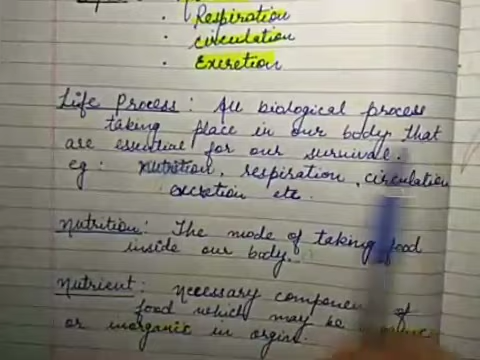 · Respiration
· circulation
· Excretion
Life Process: All biological process
taking place in our body that
are essential for our survival.
eg: nutrition, respiration, circulation
excretion etc.
Nutrition: The mode of taking food
inside our body.
Nutrient: necessary component of
food which may be
or inorganic in orgin.